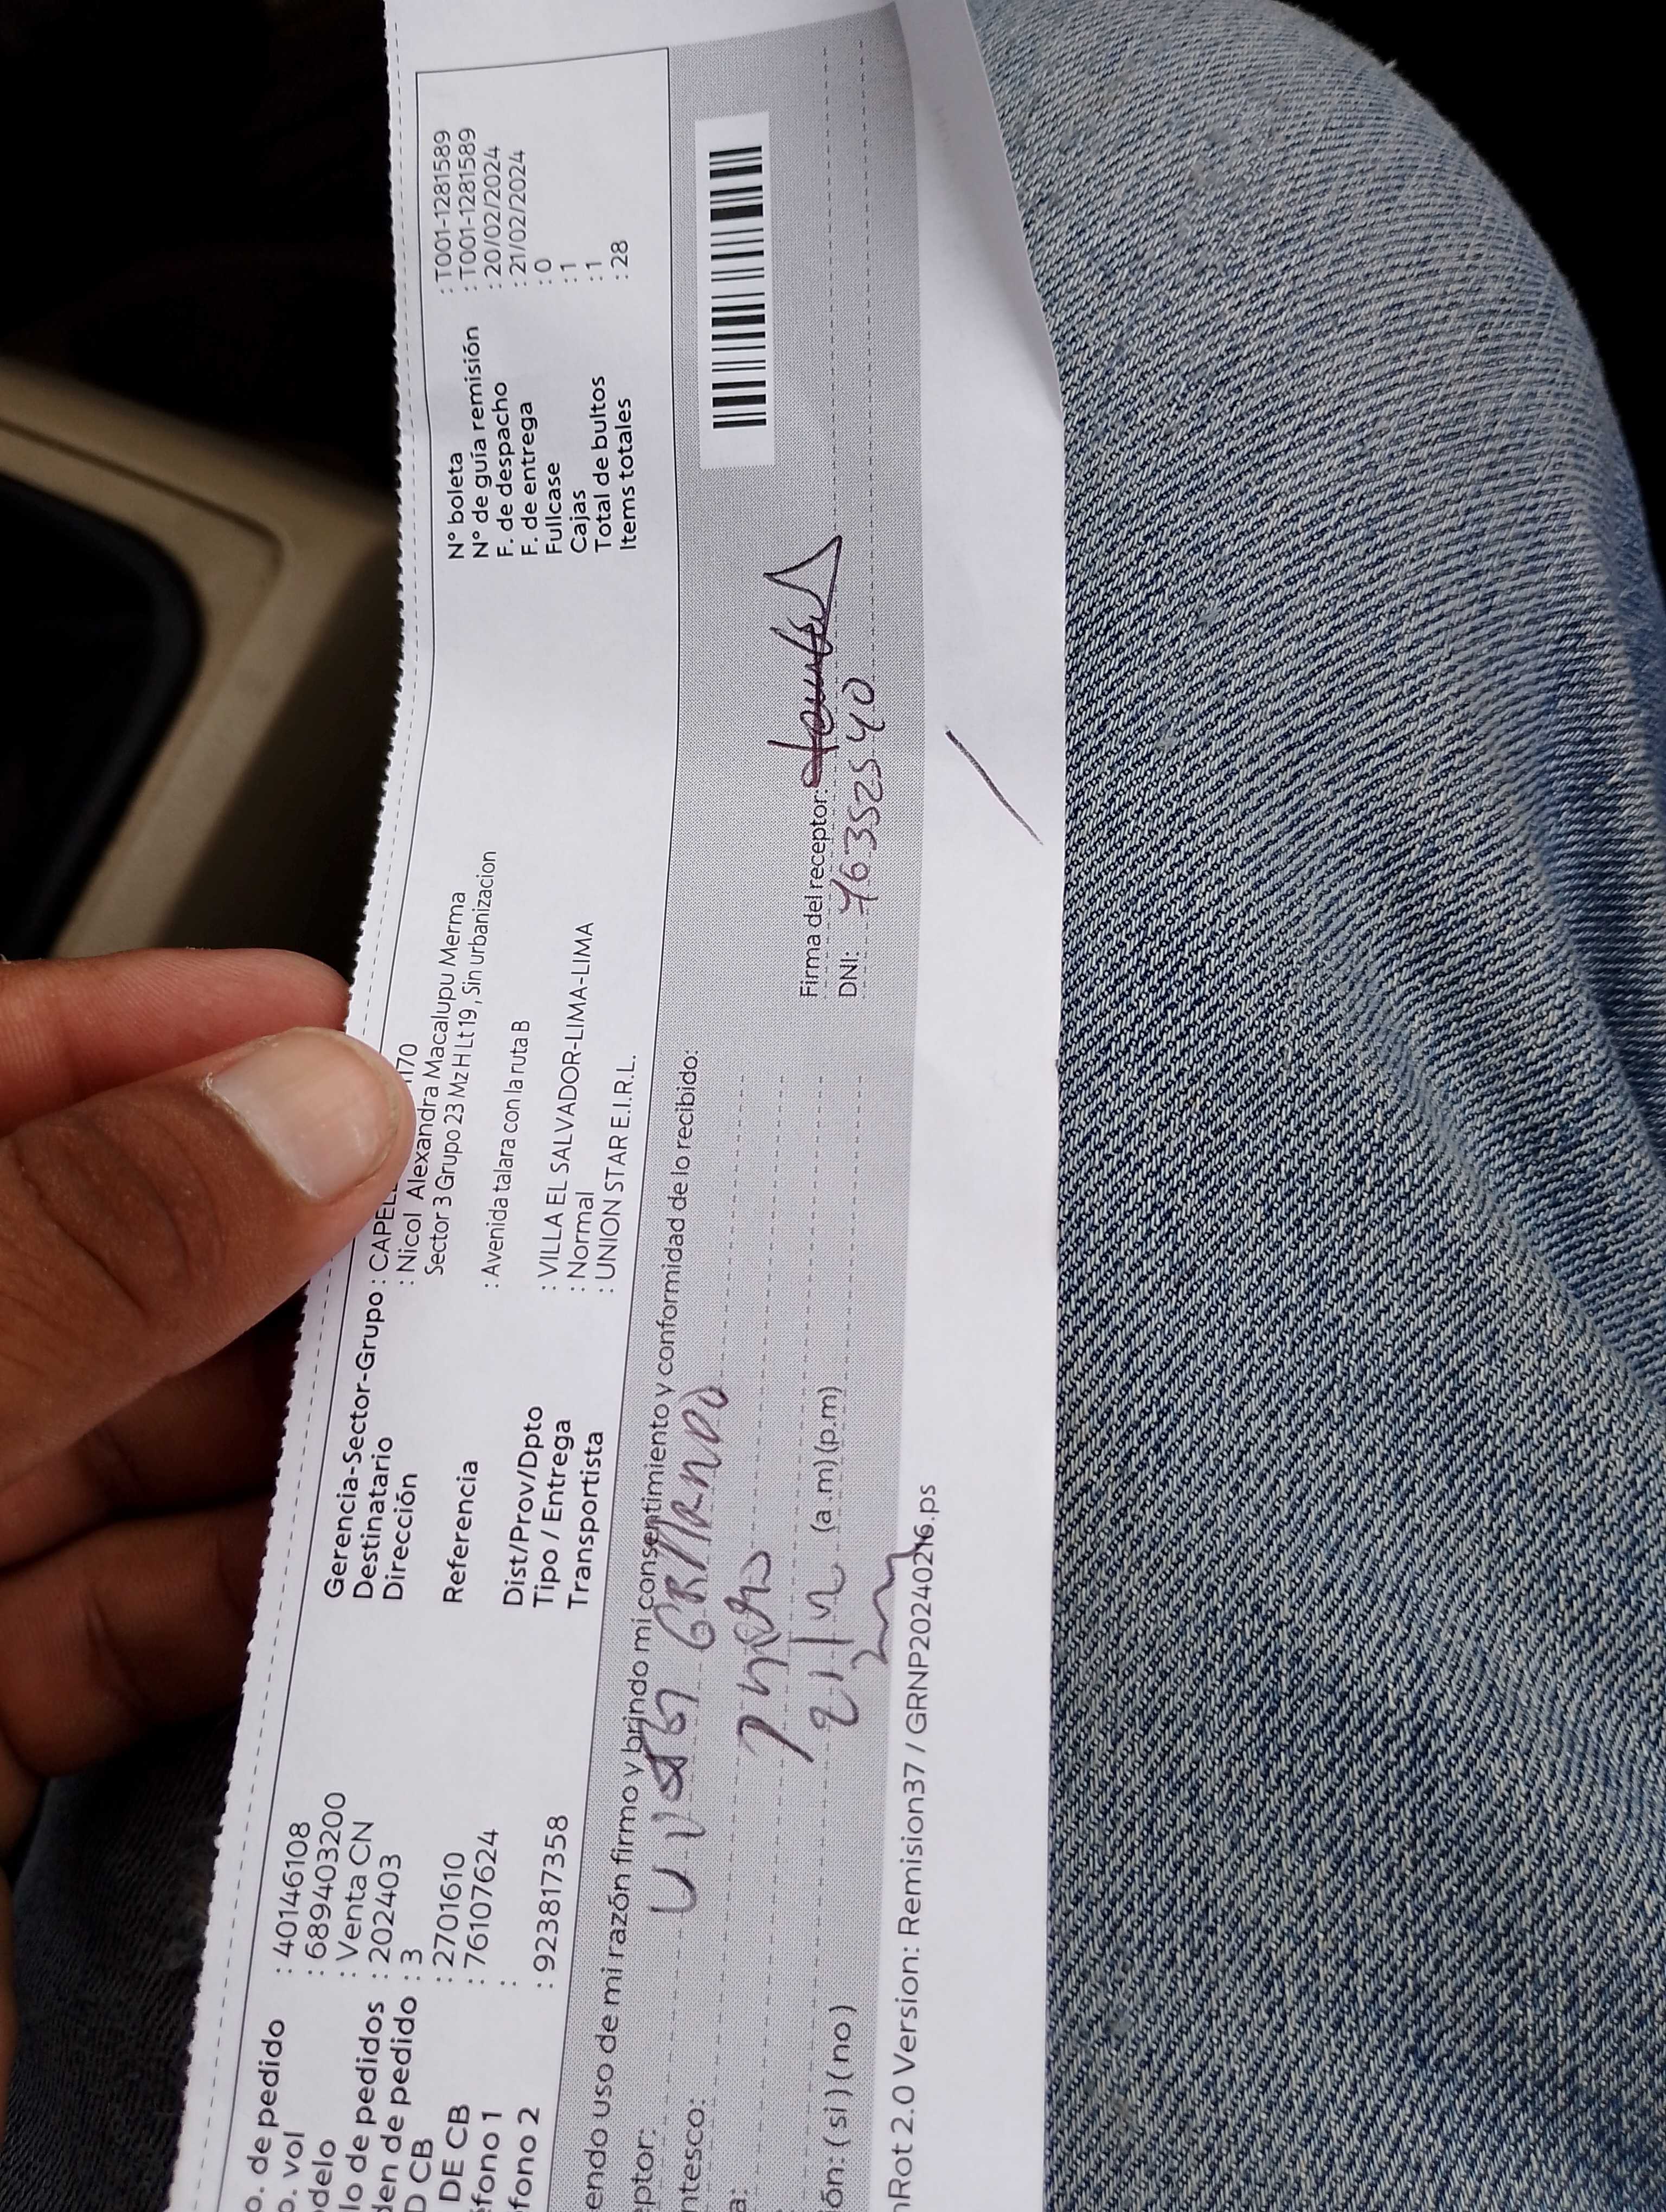 o. de pedido : 40146108
o. vol : 689403200
delo : Venta CN
lo de pedidos : 202403
den de pedido : 3
D CB : 2701610
DE CB : 76107624
fono 1 :
fono 2 : 923817358
Gerencia-Sector-Grupo : CAPE 1170
Destinatario : Nicol Alexandra Macalupu Merma
Dirección Sector 3 Grupo 23 Mz H Lt 19 , Sin urbanizacion
Referencia : Avenida talara con la ruta B
Dist/Prov/Dpto : VILLA EL SALVADOR-LIMA-LIMA
Tipo / Entrega : Normal
Transportista : UNION STAR E.I.R.L.
N° boleta : T001-1281589
N° de guía remisión : T001-1281589
F. de despacho : 20/02/2024
F. de entrega : 21/02/2024
Fullcase : 0
Cajas : 1
Total de bultos : 1
Items totales : 28
endo uso de mi razón firmo y brindo mi consentimiento y conformidad de lo recibido:
ptor:
ntesco:
a: 21 (a.m) (p.m)
ón: ( si ) ( no )
Firma del receptor:
DNI: 76352540
nRot 2.0 Version: Remision37 / GRNP20240216.ps